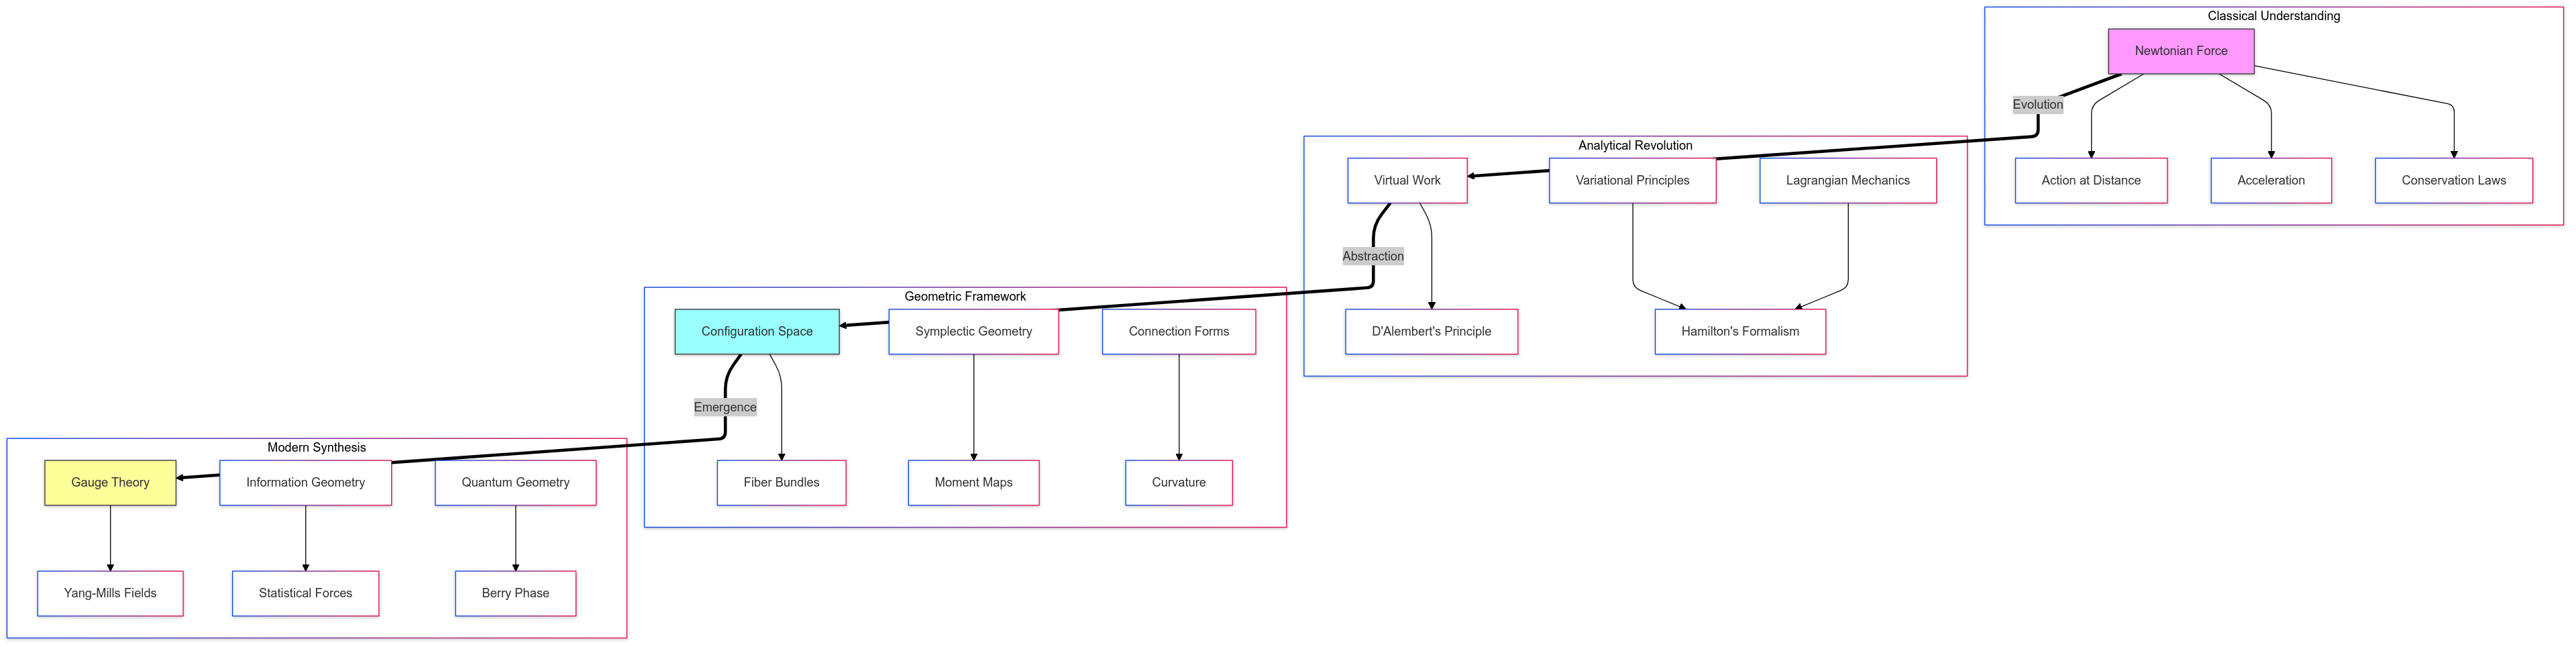 Classical Understanding
Newtonian Force
Evolution
Action at Distance
Acceleration
Conservation Laws
Analytical Revolution
Virtual Work
Variational Principles
Lagrangian Mechanics
Abstraction
D'Alembert's Principle
Hamilton's Formalism
Geometric Framework
Configuration Space
Symplectic Geometry
Connection Forms
Emergence
Fiber Bundles
Moment Maps
Curvature
Modern Synthesis
Gauge Theory
Information Geometry
Quantum Geometry
Yang-Mills Fields
Statistical Forces
Berry Phase